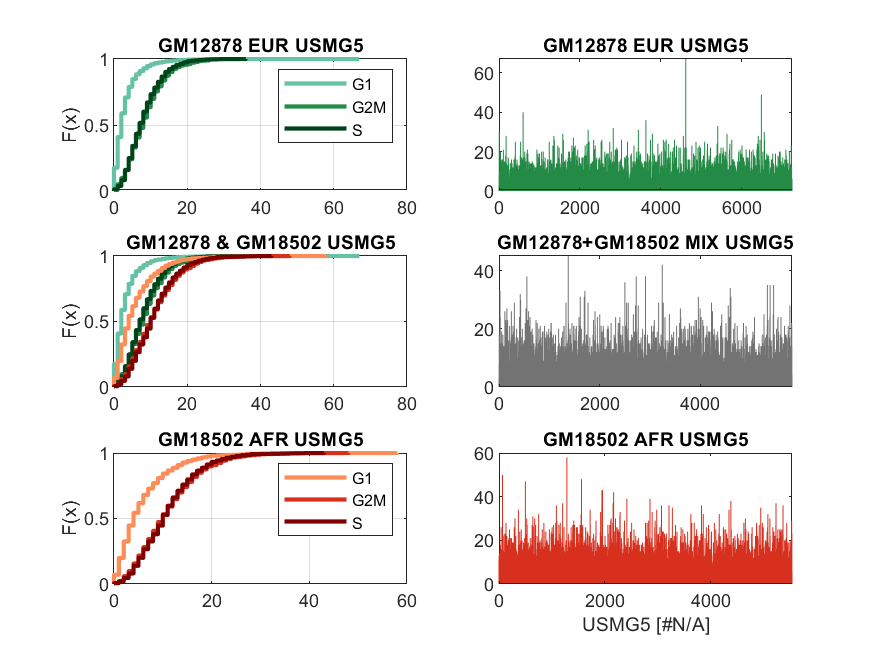 GM12878 EUR USMG5
1
0.5
0
F(x)
0 20 40 60 80
G1
G2M
S
GM12878 EUR USMG5
60
40
20
0
0 2000 4000 6000
GM12878 & GM18502 USMG5
1
0.5
0
F(x)
0 20 40 60 80
GM12878+GM18502 MIX USMG5
40
20
0
0 2000 4000
GM18502 AFR USMG5
1
0.5
0
F(x)
0 20 40 60
G1
G2M
S
GM18502 AFR USMG5
60
40
20
0
0 2000 4000
USMG5 [#N/A]